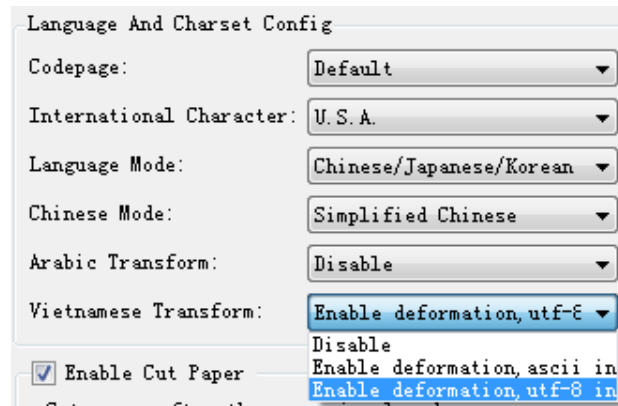 Language And Charset Config
Codepage: Default
International Character: U.S.A.
Language Mode: Chinese/Japanese/Korean
Chinese Mode: Simplified Chinese
Arabic Transform: Disable
Vietnamese Transform: Enable deformation,utf-8
Disable
Enable deformation,ascii in
Enable Cut Paper
Enable deformation,utf-8 in